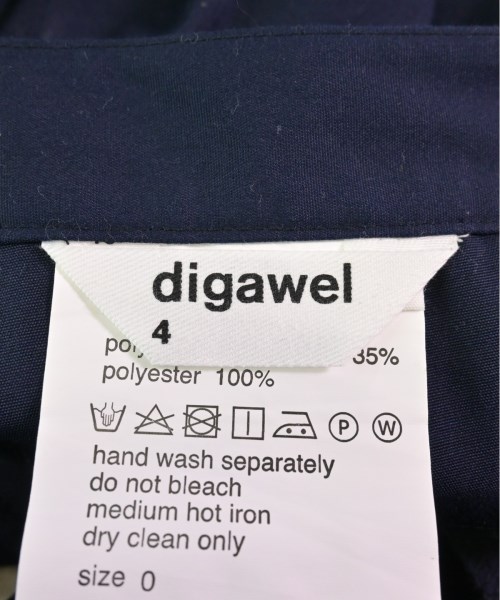 digawel
4
35%
polyester 100%
P W
hand wash separately
do not bleach
medium hot iron
dry clean only
size 0